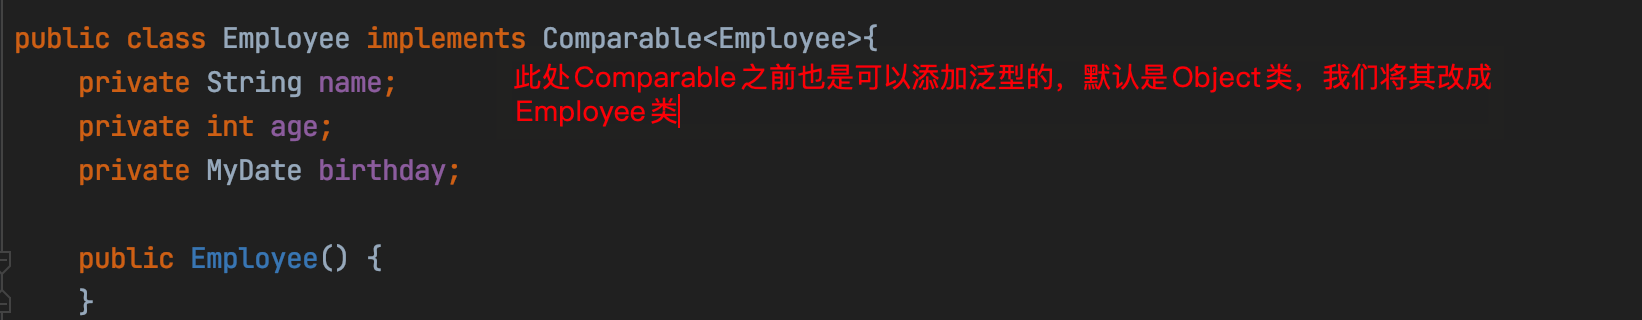 public class Employee implements Comparable<Employee>{
private String name;
此处Comparable之前也是可以添加泛型的，默认是Object类，我们将其改成
Employee类
private int age;
private MyDate birthday;
public Employee() {
}